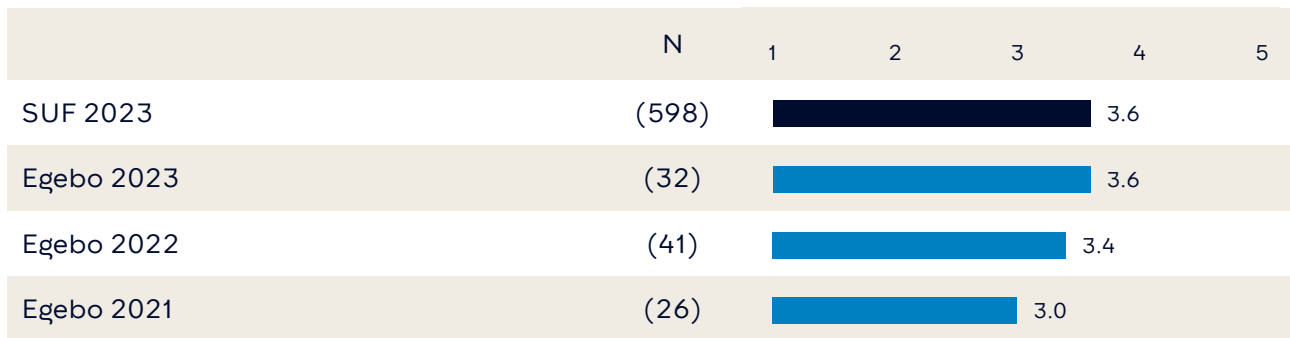 N 1 2 3 4 5
SUF 2023 (598) 3.6
Egebo 2023 (32) 3.6
Egebo 2022 (41) 3.4
Egebo 2021 (26) 3.0